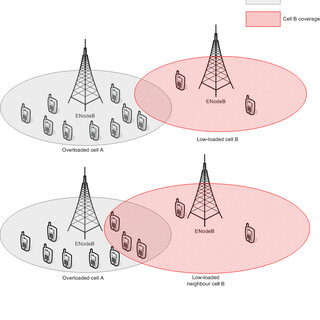 Cell B coverage
ENodeB
ENodeB
Overloaded cell A
Low-loaded cell B
ENodeB
ENodeB
Overloaded cell A
Low-loaded
neighbour cell B